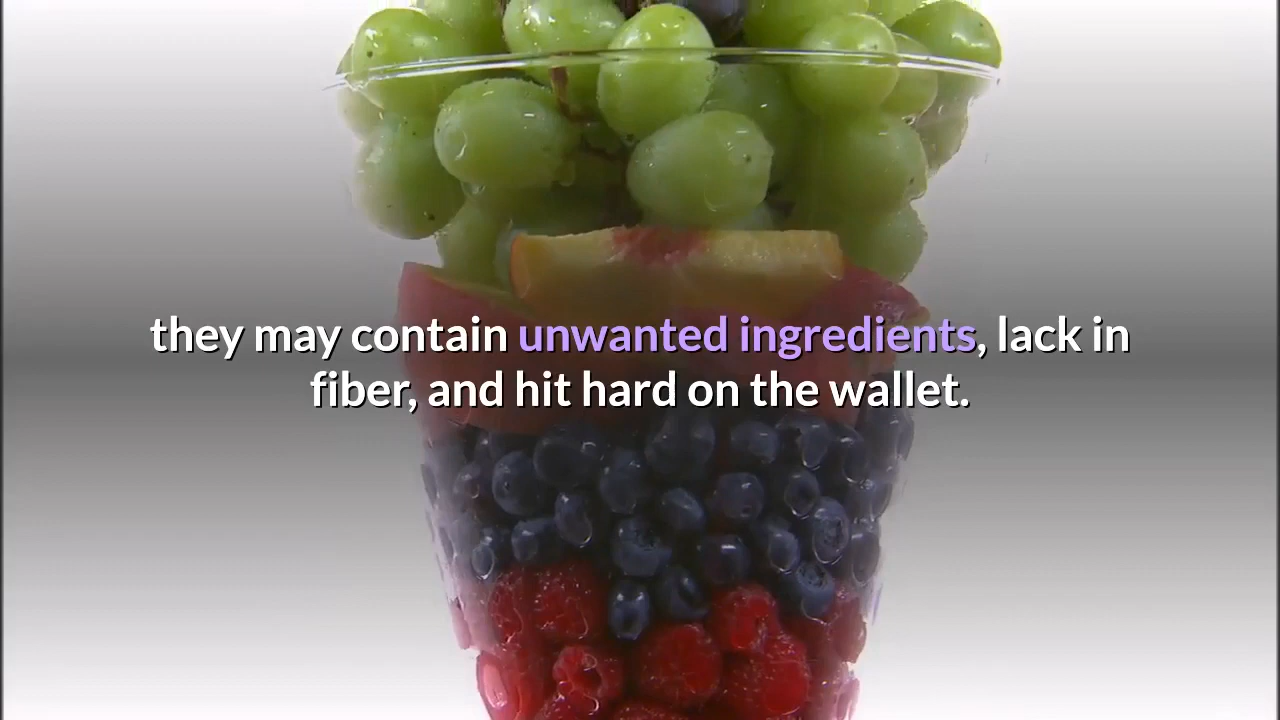 they may contain unwanted ingredients, lack in
fiber, and hit hard on the wallet.